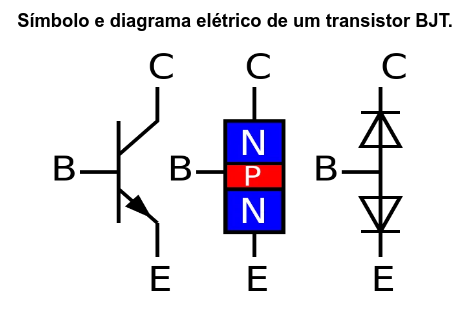 Símbolo e diagrama elétrico de um transistor BJT.
C C C
B B B
N
P
N
E E E